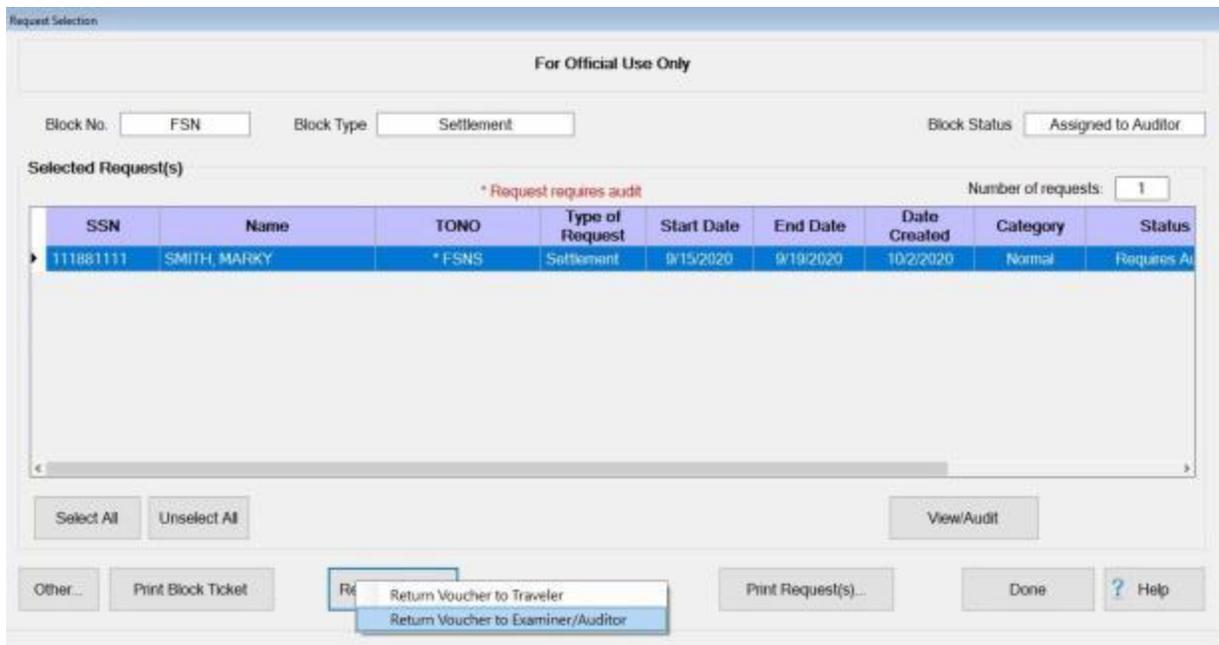 Request Selection
For Official Use Only
Block No. FSN Block Type Settlement Block Status Assigned to Auditor
Selected Request(s)
* Request requires audit Number of requests: 1
SSN Name TONO Type of Request Start Date End Date Date Created Category Status
111881111 SMITH, MARKY * FSNS Settlement 9/15/2020 9/19/2020 10/2/2020 Normal Requires Au
Select All Unselect All View/Audit
Other... Print Block Ticket Re Print Request(s)... Done ? Help
Return Voucher to Traveler
Return Voucher to Examiner/Auditor